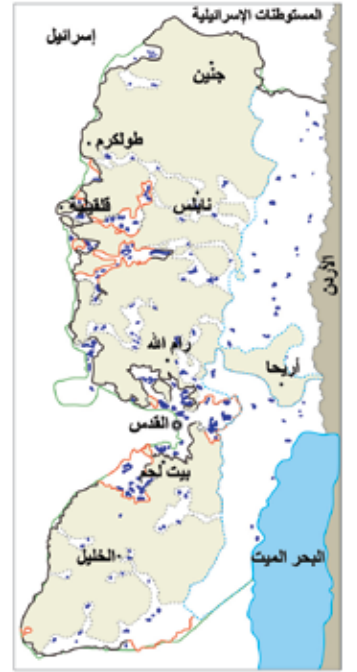 المستوطنات الإسرائيلية
إسرائيل
جنين
طولكرم
قلقيلية
نابلس
الأردن
رام الله
أريحا
القدس
بيت لحم
الخليل
البحر الميت